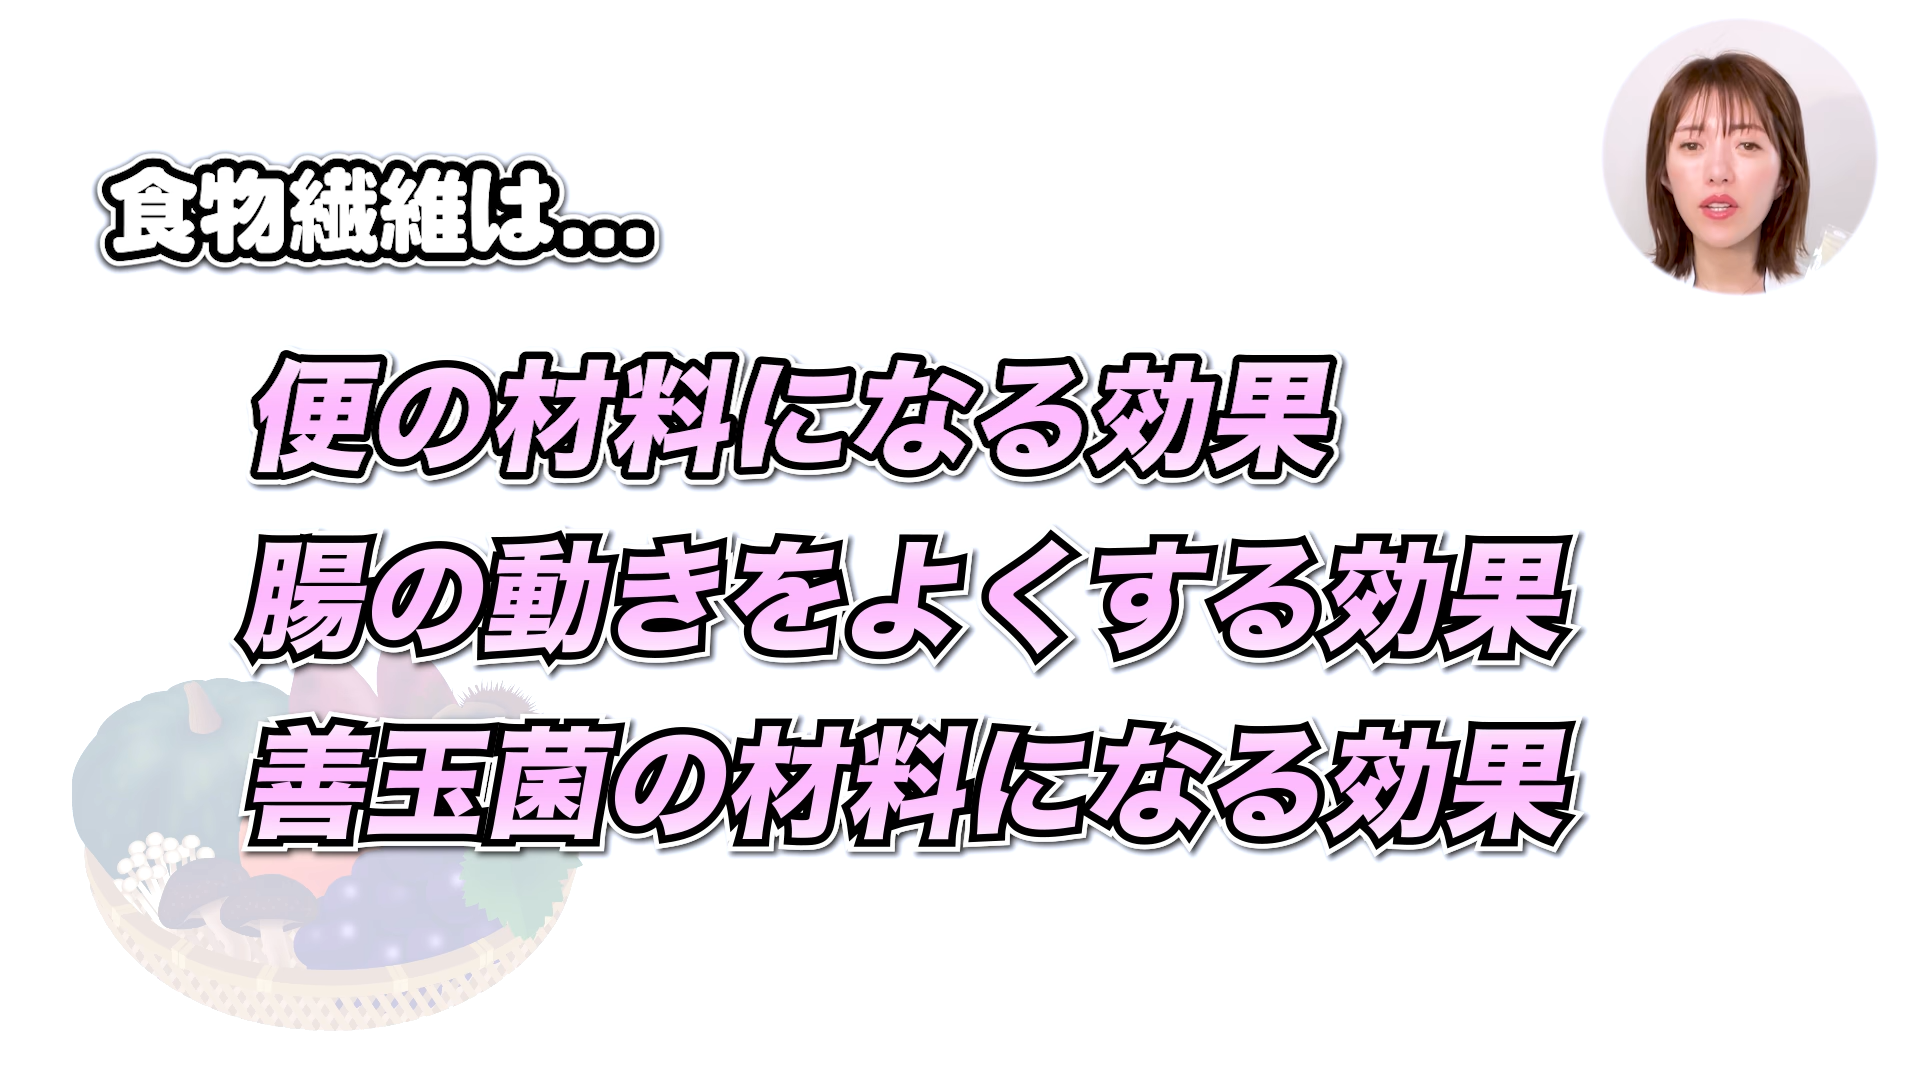 食物繊維は...
便の材料になる効果
腸の動きをよくする効果
善玉菌の材料になる効果